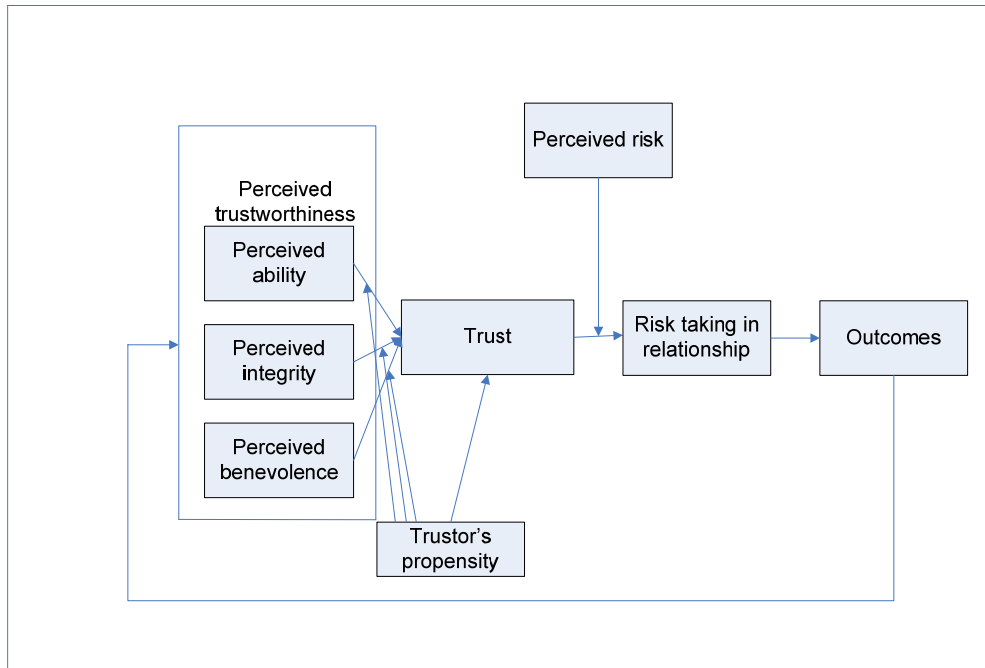 Perceived risk
Perceived
trustworthiness
Perceived
ability
Perceived
integrity
Perceived
benevolence
Trust
Risk taking in
relationship
Outcomes
Trustor’s
propensity